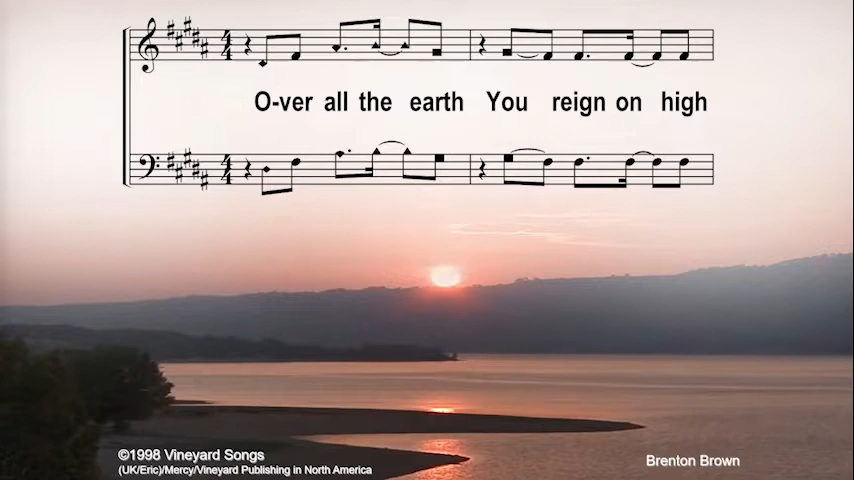 O-ver all the earth You reign on high
©1998 Vineyard Songs
(UK/Eric)/Mercy/Vineyard Publishing in North America
Brenton Brown